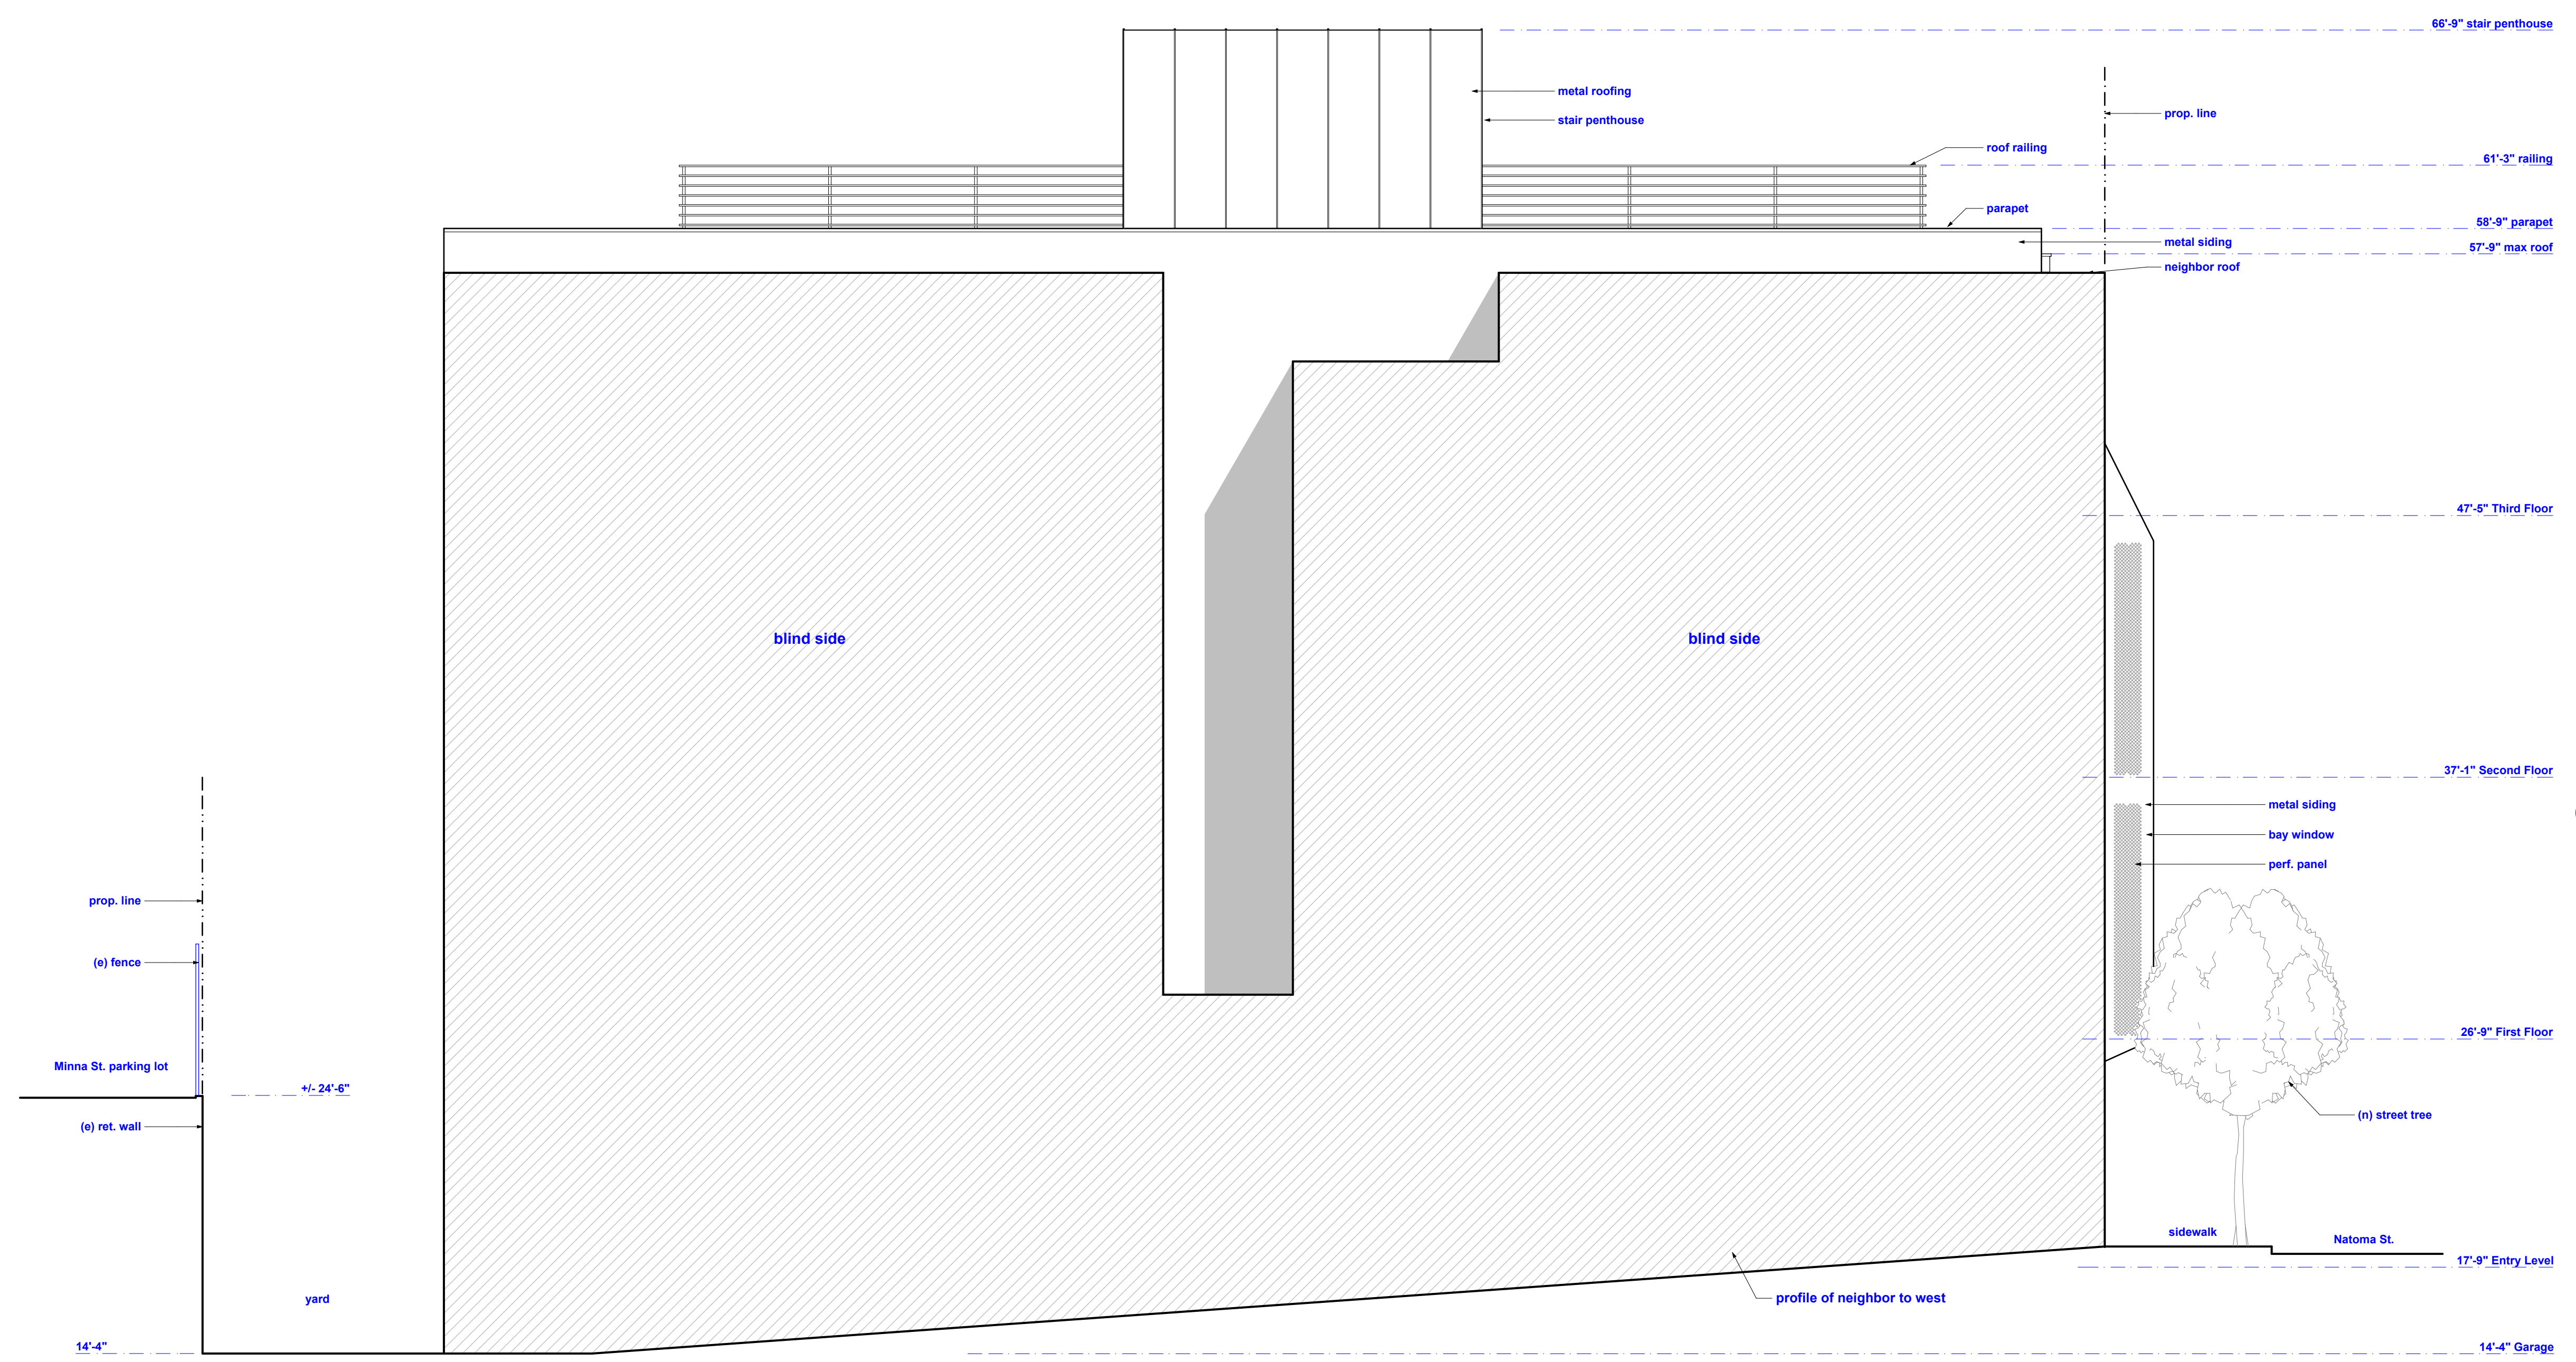 66'-9" stair penthouse
metal roofing
prop. line
stair penthouse
roof railing
61'-3" railing
parapet
58'-9" parapet
metal siding
57'-9" max roof
neighbor roof
47'-5" Third Floor
blind side
blind side
37'-1" Second Floor
metal siding
bay window
perf. panel
prop. line
(e) fence
26'-9" First Floor
Minna St. parking lot
+/- 24'-6"
(n) street tree
(e) ret. wall
sidewalk
Natoma St.
17'-9" Entry Level
yard
profile of neighbor to west
14'-4"
14'-4" Garage